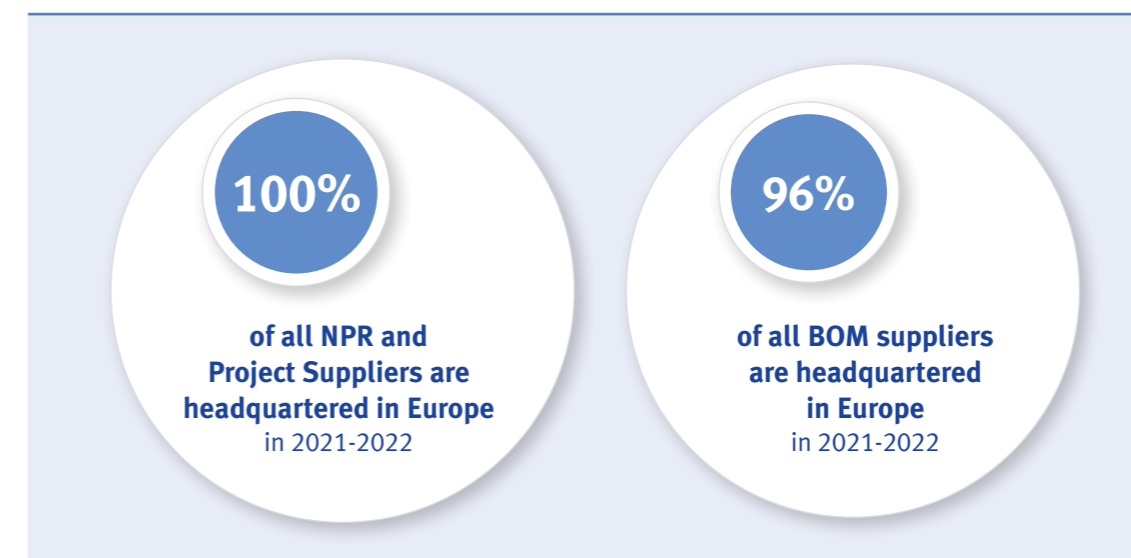 100%
of all NPR and
Project Suppliers are
headquartered in Europe
in 2021-2022
96%
of all BOM suppliers
are headquartered
in Europe
in 2021-2022